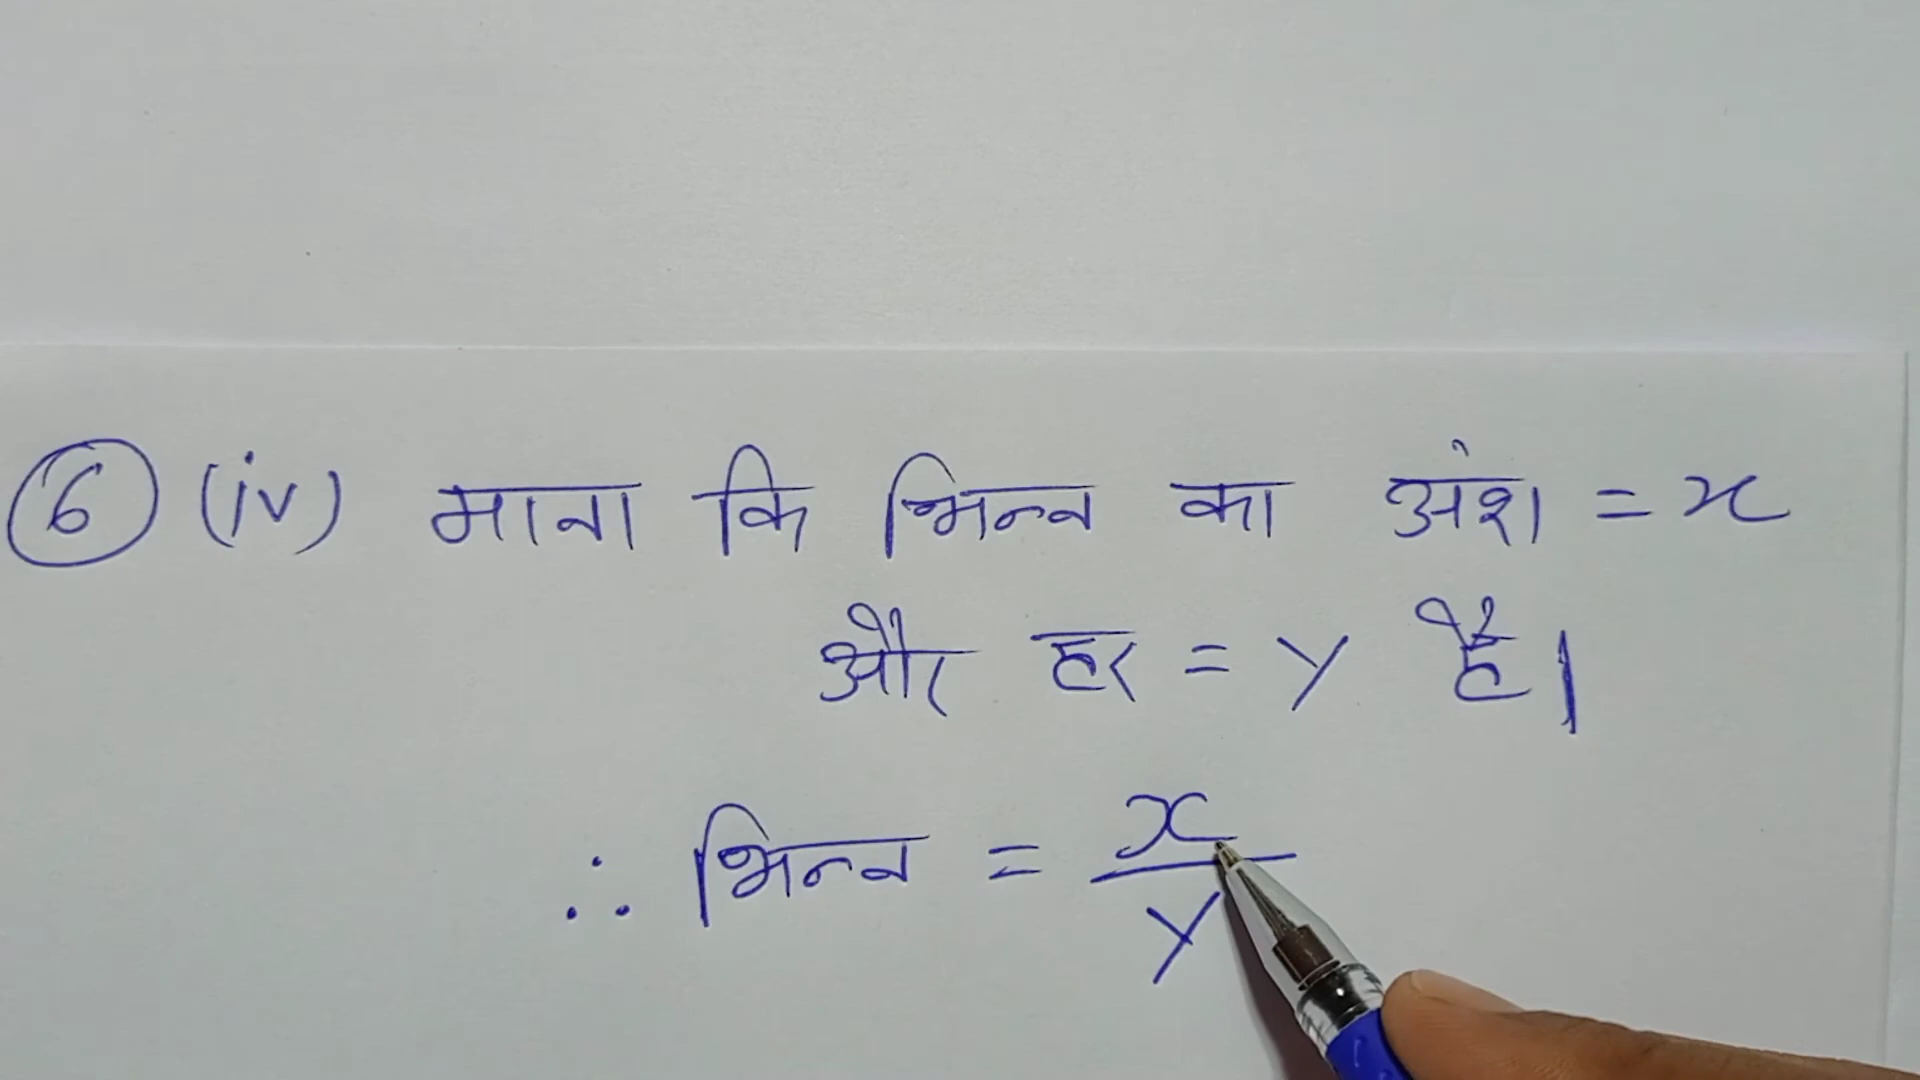 6 (iv) माना कि भिन्न का अंश = x
और हर = y है।
∴ भिन्न = x/y